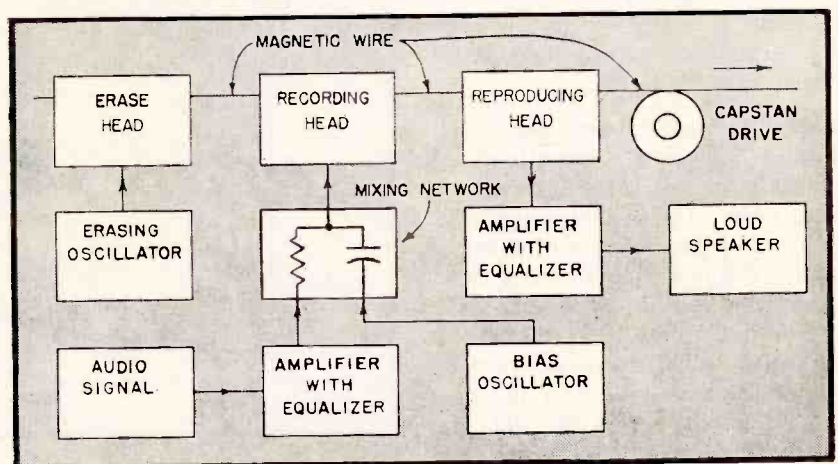 MAGNETIC WIRE
ERASE
HEAD
RECORDING
HEAD
REPRODUCING
HEAD
CAPSTAN
DRIVE
MIXING NETWORK
ERASING
OSCILLATOR
AMPLIFIER
WITH
EQUALIZER
LOUD
SPEAKER
AUDIO
SIGNAL
AMPLIFIER
WITH
EQUALIZER
BIAS
OSCILLATOR